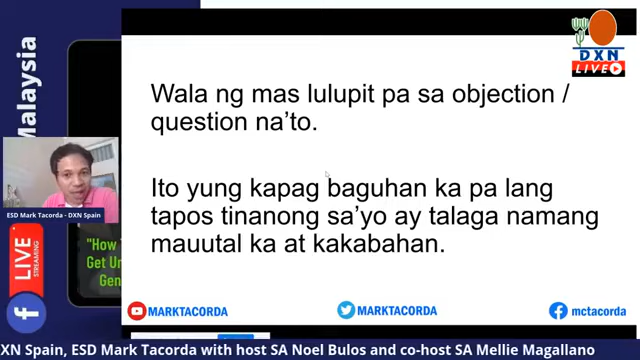 Malaysia
DXN
LIVE
Wala ng mas lulupit pa sa objection /
question na'to.
Ito yung kapag baguhan ka pa lang
tapos tinanong sa'yo ay talaga namang
mauutal ka at kakabahan.
ESD Mark Tacorda - DXN Spain
LIVE
STREAMING
"How
Get Un
Gen
MARKTACORDA
MARKTACORDA
mctacorda
XN Spain, ESD Mark Tacorda with host SA Noel Bulos and co-host SA Mellie Magallano